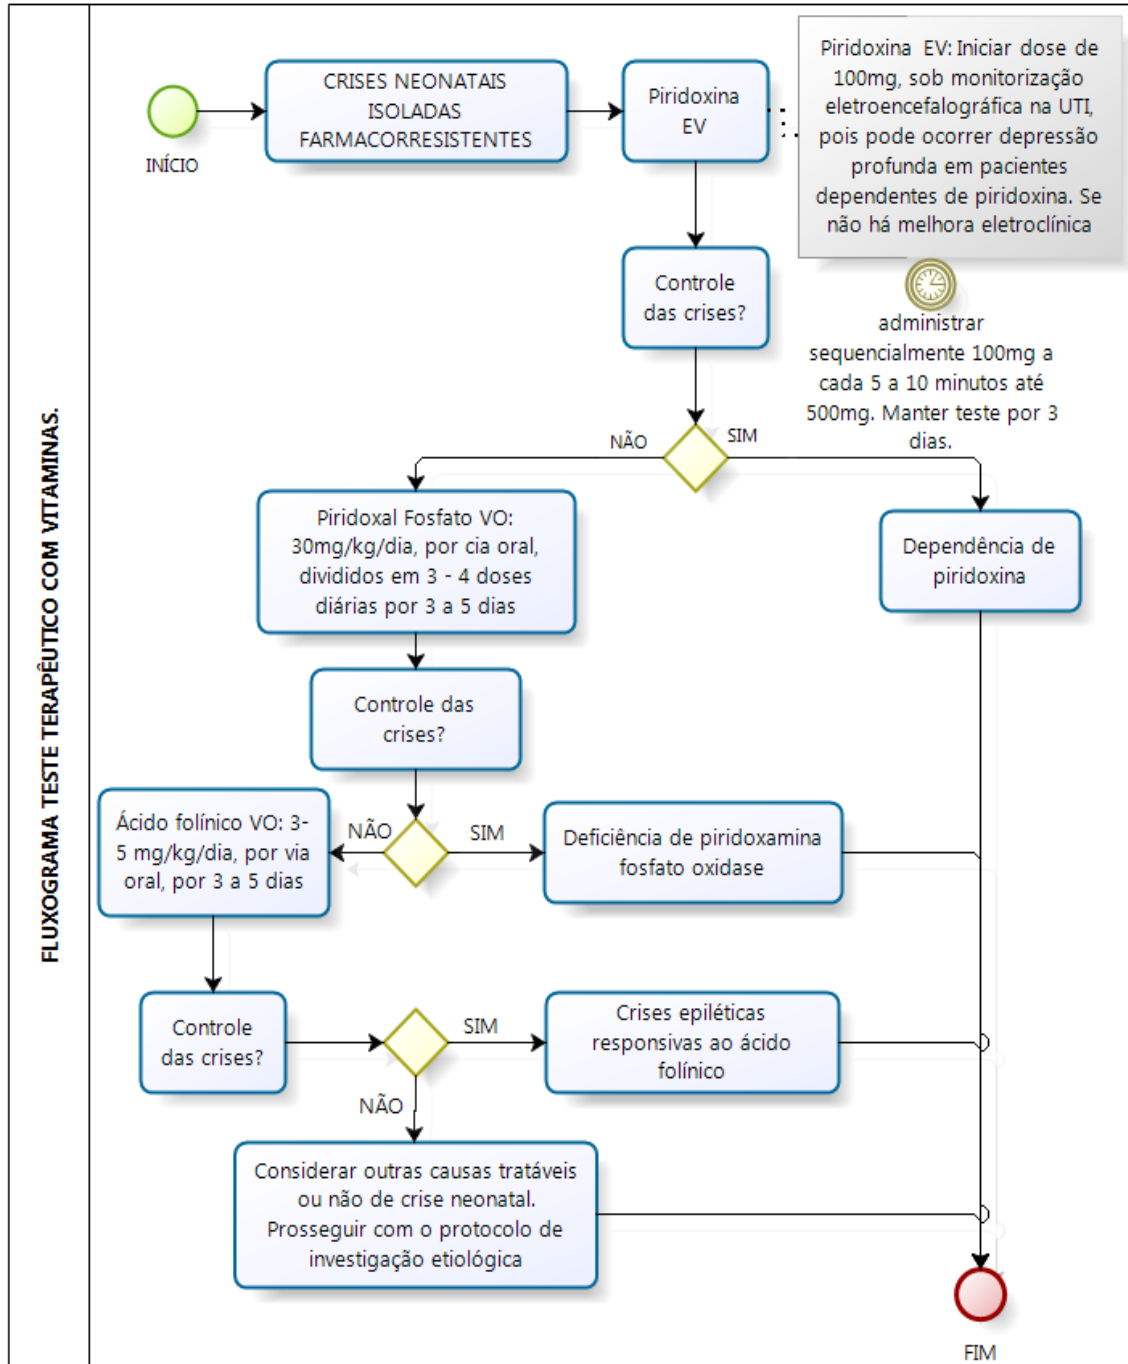 FLUXOGRAMA TESTE TERAPÊUTICO COM VITAMINAS.
INÍCIO
CRISES NEONATAIS
ISOLADAS
FARMACORRESISTENTES
Piridoxina
EV
Piridoxina EV: Iniciar dose de
100mg, sob monitorização
eletroencefalográfica na UTI,
pois pode ocorrer depressão
profunda em pacientes
dependentes de piridoxina. Se
não há melhora eletroclínica
administrar
sequencialmente 100mg a
cada 5 a 10 minutos até
500mg. Manter teste por 3
dias.
Controle
das crises?
NÃO
SIM
Piridoxal Fosfato VO:
30mg/kg/dia, por cia oral,
divididos em 3 - 4 doses
diárias por 3 a 5 dias
Dependência de
piridoxina
Controle das
crises?
Ácido folínico VO: 3-
5 mg/kg/dia, por via
oral, por 3 a 5 dias
NÃO
SIM
Deficiência de piridoxamina
fosfato oxidase
Controle
das crises?
SIM
Crises epiléticas
responsivas ao ácido
folínico
NÃO
Considerar outras causas tratáveis
ou não de crise neonatal.
Prosseguir com o protocolo de
investigação etiológica
FIM